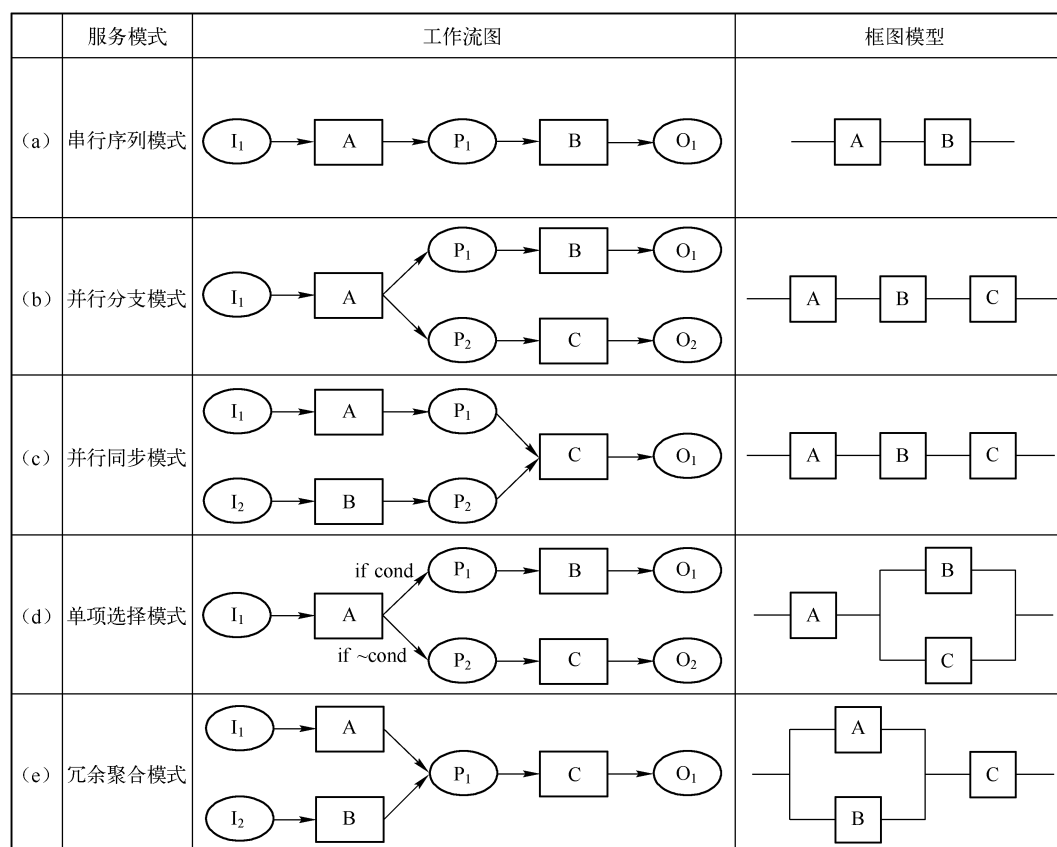 服务模式 工作流图 框图模型
(a) 串行序列模式 I₁ A P₁ B O₁ A B
(b) 并行分支模式 I₁ A P₁ B O₁ P₂ C O₂ A B C
(c) 并行同步模式 I₁ A P₁ I₂ B P₂ C O₁ A B C
(d) 单项选择模式 I₁ A if cond P₁ B O₁ if ~cond P₂ C O₂ A B C
(e) 冗余聚合模式 I₁ A I₂ B P₁ C O₁ A B C